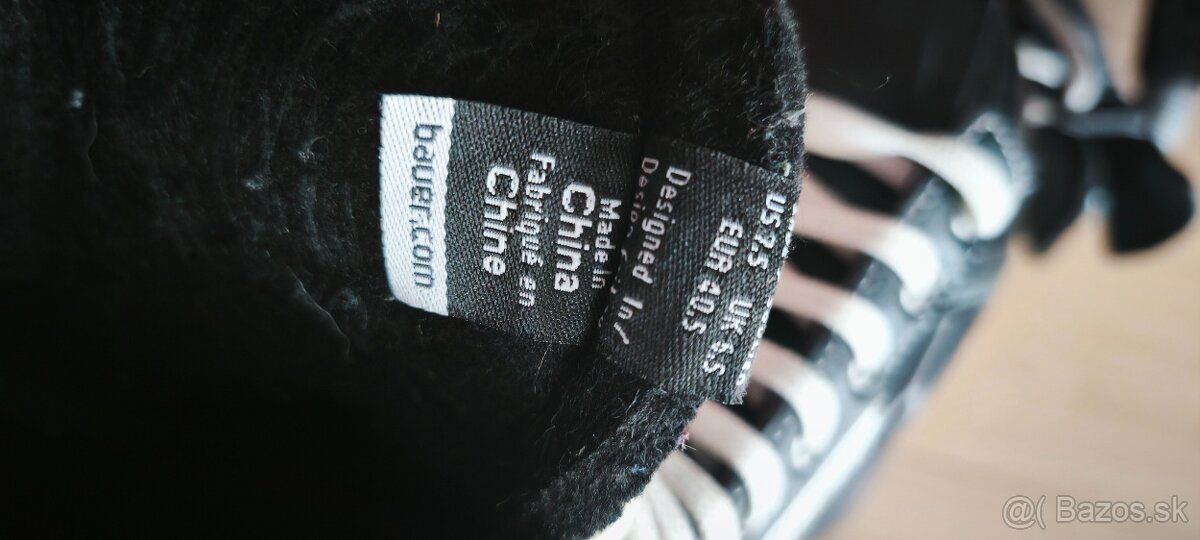 US 7.5 UK 6.5
EUR 40.5
Designed In/
Made In
China
Fabriqué en
Chine
bauer.com
@( Bazos.sk